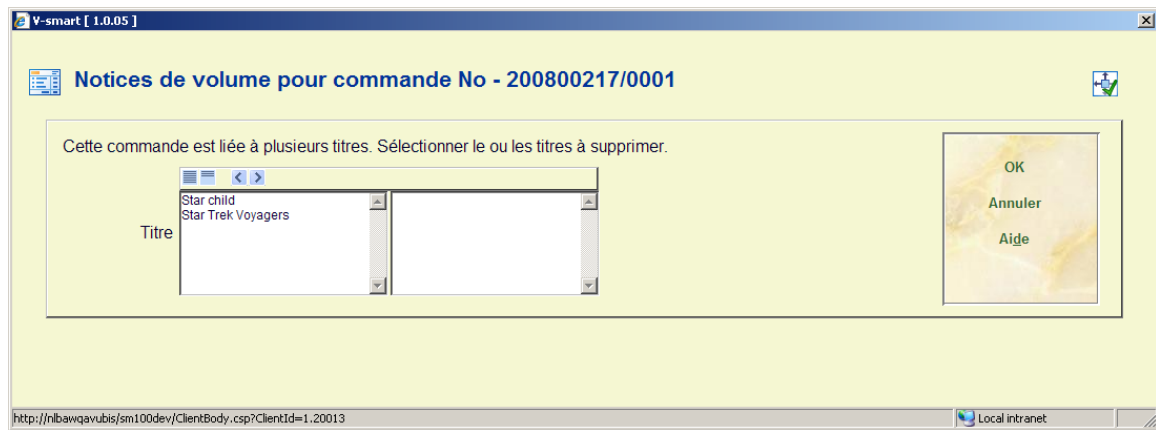 V-smart [ 1.0.05 ]
Notices de volume pour commande No - 200800217/0001
Cette commande est liée à plusieurs titres. Sélectionner le ou les titres à supprimer.
Titre
Star child
Star Trek Voyagers
OK
Annuler
Aide
http://nlbawqavubis/sm100dev/ClientBody.csp?ClientId=1.20013
Local intranet